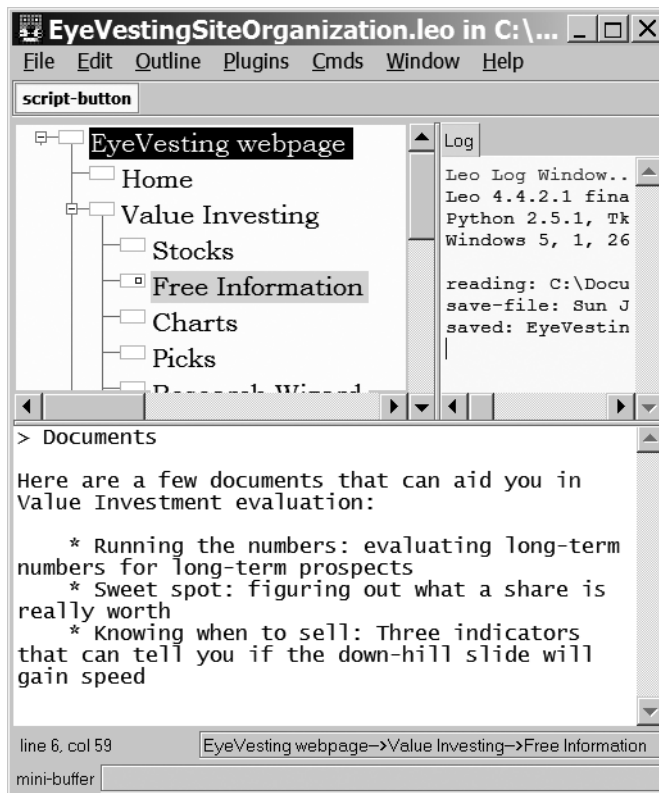 EyeVestingSiteOrganization.leo in C:\...
File Edit Outline Plugins Cmds Window Help
script-button
EyeVesting webpage
Home
Value Investing
Stocks
Free Information
Charts
Picks
Research Wizard
Log
Leo Log Window..
Leo 4.4.2.1 fina
Python 2.5.1, Tk
Windows 5, 1, 26
reading: C:\Docu
save-file: Sun J
saved: EyeVestin
> Documents
Here are a few documents that can aid you in
Value Investment evaluation:
* Running the numbers: evaluating long-term
numbers for long-term prospects
* Sweet spot: figuring out what a share is
really worth
* Knowing when to sell: Three indicators
that can tell you if the down-hill slide will
gain speed
line 6, col 59
EyeVesting webpage->Value Investing->Free Information
mini-buffer